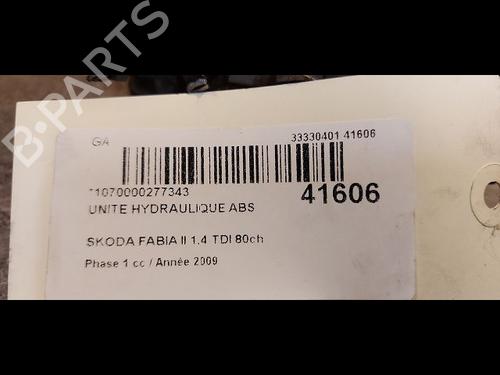 B-PARTS
GA
33330401 41606
*1070000277343
41606
UNITE HYDRAULIQUE ABS
SKODA FABIA II 1.4 TDI 80ch
Phase 1 cc / Année 2009